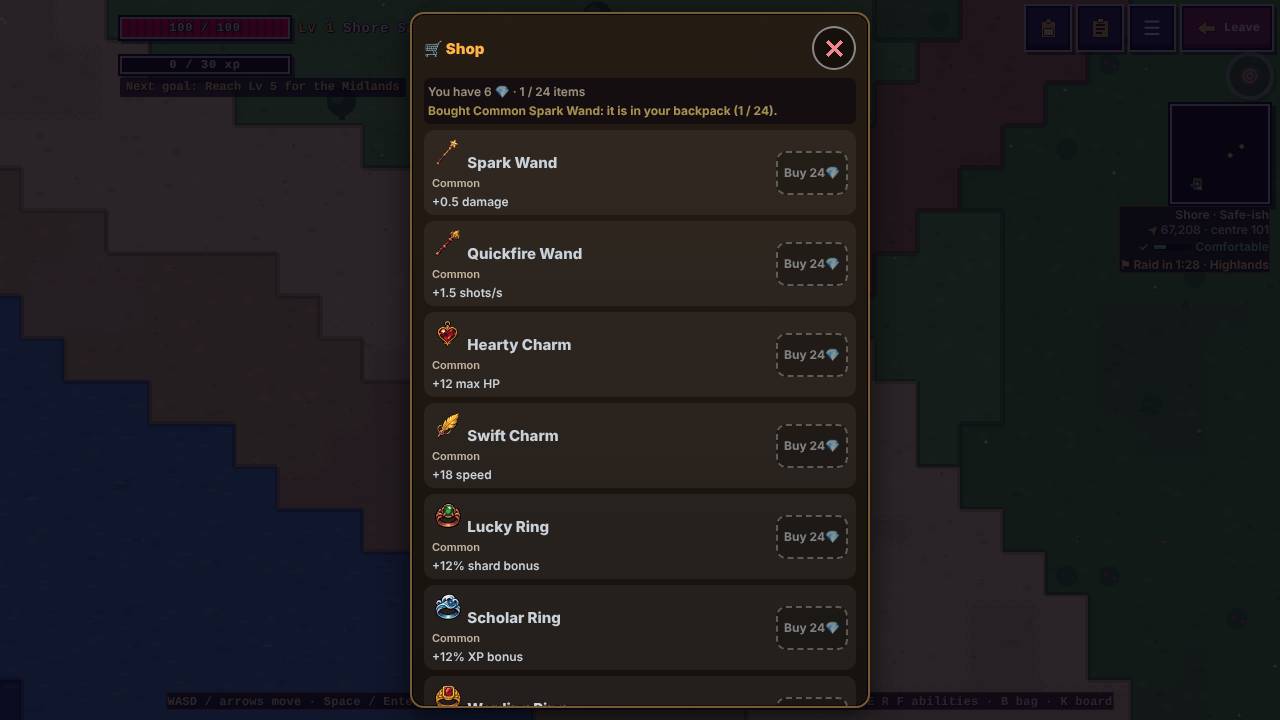 100 / 100
LV 1 Shore S
0 / 30 xp
Next goal: Reach Lv 5 for the Midlands
Leave
Shop
You have 6 💎 · 1 / 24 items
Bought Common Spark Wand: it is in your backpack (1 / 24).
Spark Wand
Common
+0.5 damage
Buy 24💎
Quickfire Wand
Common
+1.5 shots/s
Buy 24💎
Hearty Charm
Common
+12 max HP
Buy 24💎
Swift Charm
Common
+18 speed
Buy 24💎
Lucky Ring
Common
+12% shard bonus
Buy 24💎
Scholar Ring
Common
+12% XP bonus
Buy 24💎
Shore · Safe-ish
67,208 · centre 101
Comfortable
Raid in 1:28 · Highlands
WASD / arrows move · Space / Ente
E R F abilities · B bag · K board